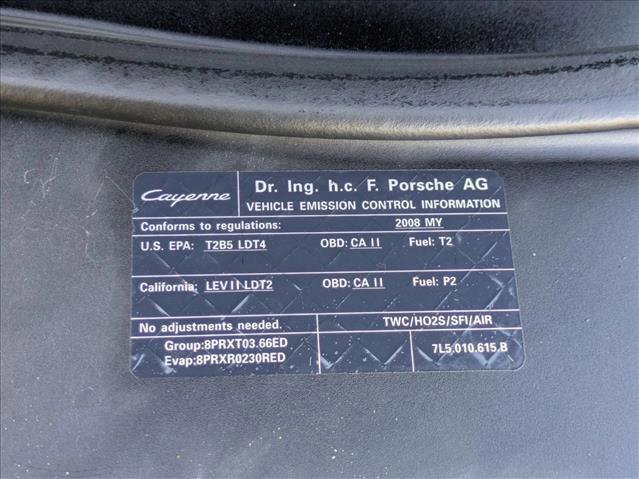 Cayenne
Dr. Ing. h.c. F. Porsche AG
VEHICLE EMISSION CONTROL INFORMATION
Conforms to regulations: 2008 MY
U.S. EPA: T2B5 LDT4 OBD: CA II Fuel: T2
California: LEV II LDT2 OBD: CA II Fuel: P2
No adjustments needed. TWC/HO2S/SFI/AIR
Group:8PRXT03.66ED
Evap:8PRXR0230RED
7L5.010.615.B